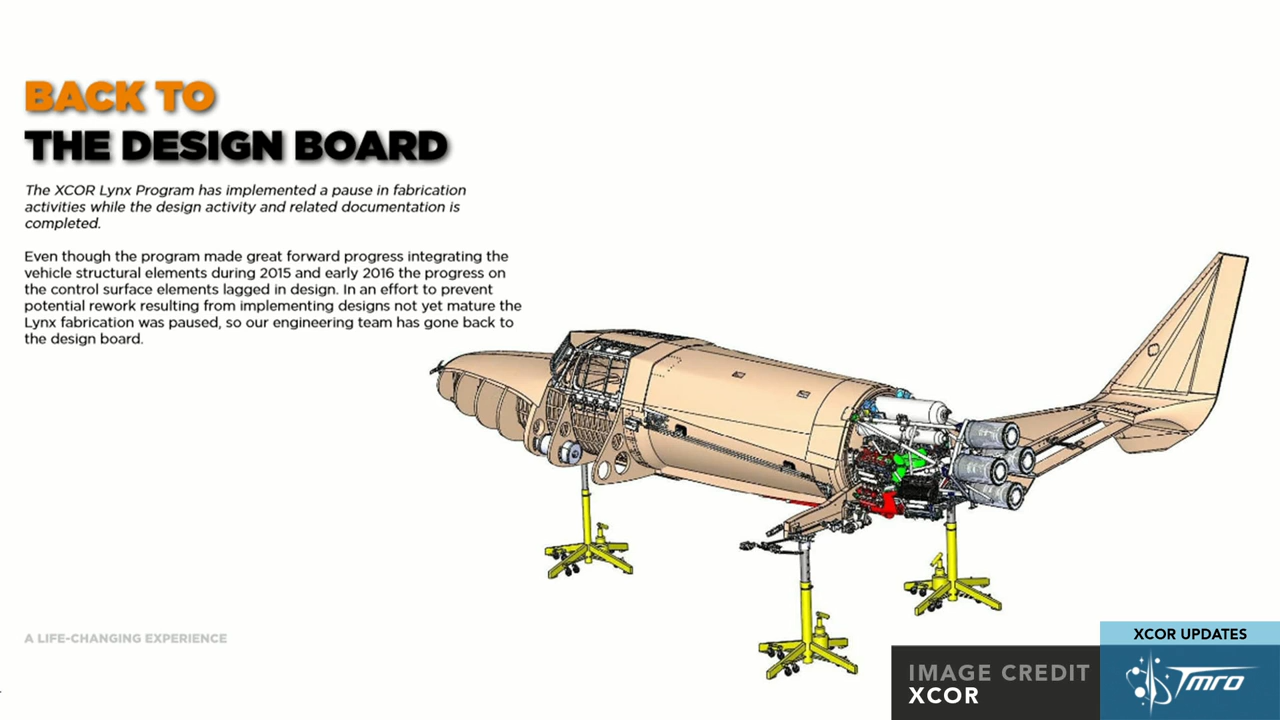 BACK TO
THE DESIGN BOARD
The XCOR Lynx Program has implemented a pause in fabrication
activities while the design activity and related documentation is
completed.
Even though the program made great forward progress integrating the
vehicle structural elements during 2015 and early 2016 the progress on
the control surface elements lagged in design. In an effort to prevent
potential rework resulting from implementing designs not yet mature the
Lynx fabrication was paused, so our engineering team has gone back to
the design board.
A LIFE-CHANGING EXPERIENCE
XCOR UPDATES
IMAGE CREDIT
XCOR
TMRO